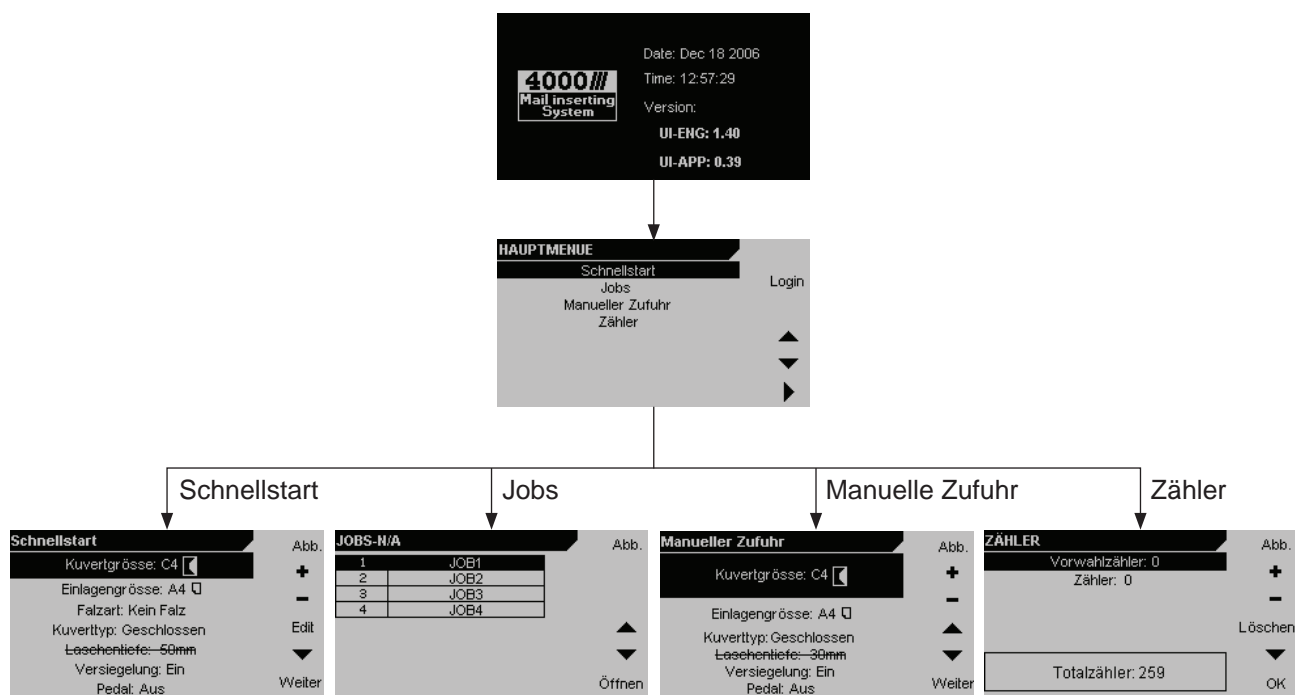 4000///
Mail inserting
System
Date: Dec 18 2006
Time: 12:57:29
Version:
UI-ENG: 1.40
UI-APP: 0.39
HAUPTMENUE
Schnellstart
Jobs
Manueller Zufuhr
Zähler
Login
Schnellstart
Jobs
Manuelle Zufuhr
Zähler
Schnellstart
Kuvertgrösse: C4
Einlagengrösse: A4
Falzart: Kein Falz
Kuverttyp: Geschlossen
Laschentiefe: 50mm
Versiegelung: Ein
Pedal: Aus
Abb.
+
-
Edit
Weiter
JOBS-N/A
1 JOB1
2 JOB2
3 JOB3
4 JOB4
Abb.
Öffnen
Manueller Zufuhr
Kuvertgrösse: C4
Einlagengrösse: A4
Kuverttyp: Geschlossen
Laschentiefe: 30mm
Versiegelung: Ein
Pedal: Aus
Abb.
+
-
Weiter
ZÄHLER
Vorwahlzähler: 0
Zähler: 0
Totalzähler: 259
Abb.
+
-
Löschen
OK